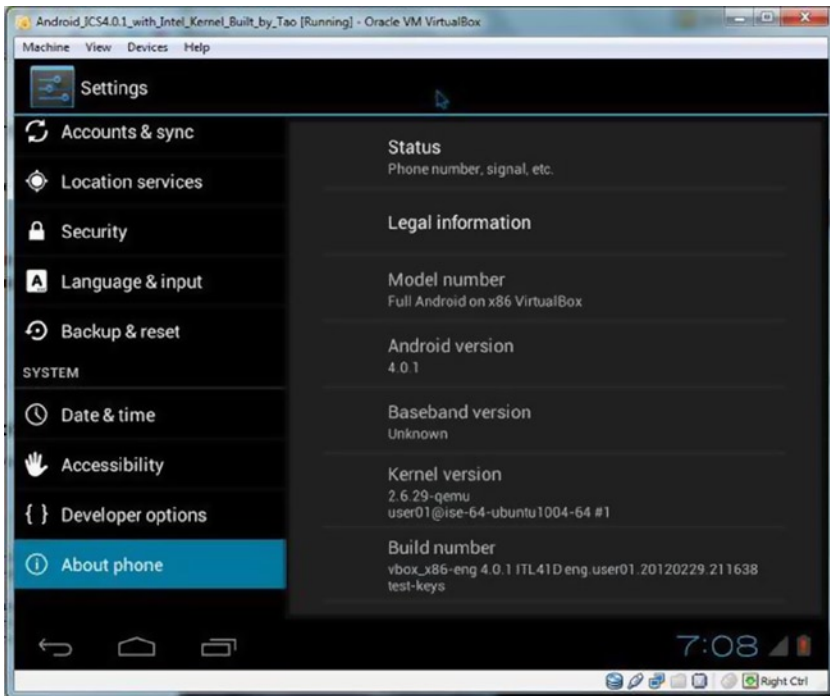 Android_ICS4.0.1_with_Intel_Kernel_Built_by_Tao [Running] - Oracle VM VirtualBox
Machine View Devices Help
Settings
Accounts & sync
Location services
Security
A Language & input
Backup & reset
SYSTEM
Date & time
Accessibility
{ } Developer options
About phone
Status
Phone number, signal, etc.
Legal information
Model number
Full Android on x86 VirtualBox
Android version
4.0.1
Baseband version
Unknown
Kernel version
2.6.29-qemu
user01@ise-64-ubuntu1004-64 #1
Build number
vbox_x86-eng 4.0.1 ITL41D eng.user01.20120229.211638
test-keys
7:08
Right Ctrl